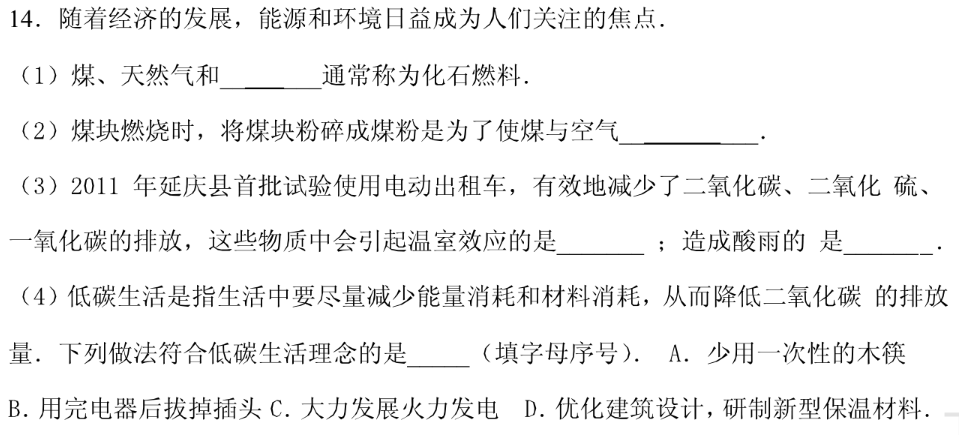 14．随着经济的发展，能源和环境日益成为人们关注的焦点．
（1）煤、天然气和________通常称为化石燃料．
（2）煤块燃烧时，将煤块粉碎成煤粉是为了使煤与空气___________．
（3）2011 年延庆县首批试验使用电动出租车，有效地减少了二氧化碳、二氧化 硫、
一氧化碳的排放，这些物质中会引起温室效应的是_______ ；造成酸雨的 是_______．
（4）低碳生活是指生活中要尽量减少能量消耗和材料消耗，从而降低二氧化碳 的排放
量．下列做法符合低碳生活理念的是_____（填字母序号）． A．少用一次性的木筷
B．用完电器后拔掉插头 C．大力发展火力发电 D．优化建筑设计，研制新型保温材料．